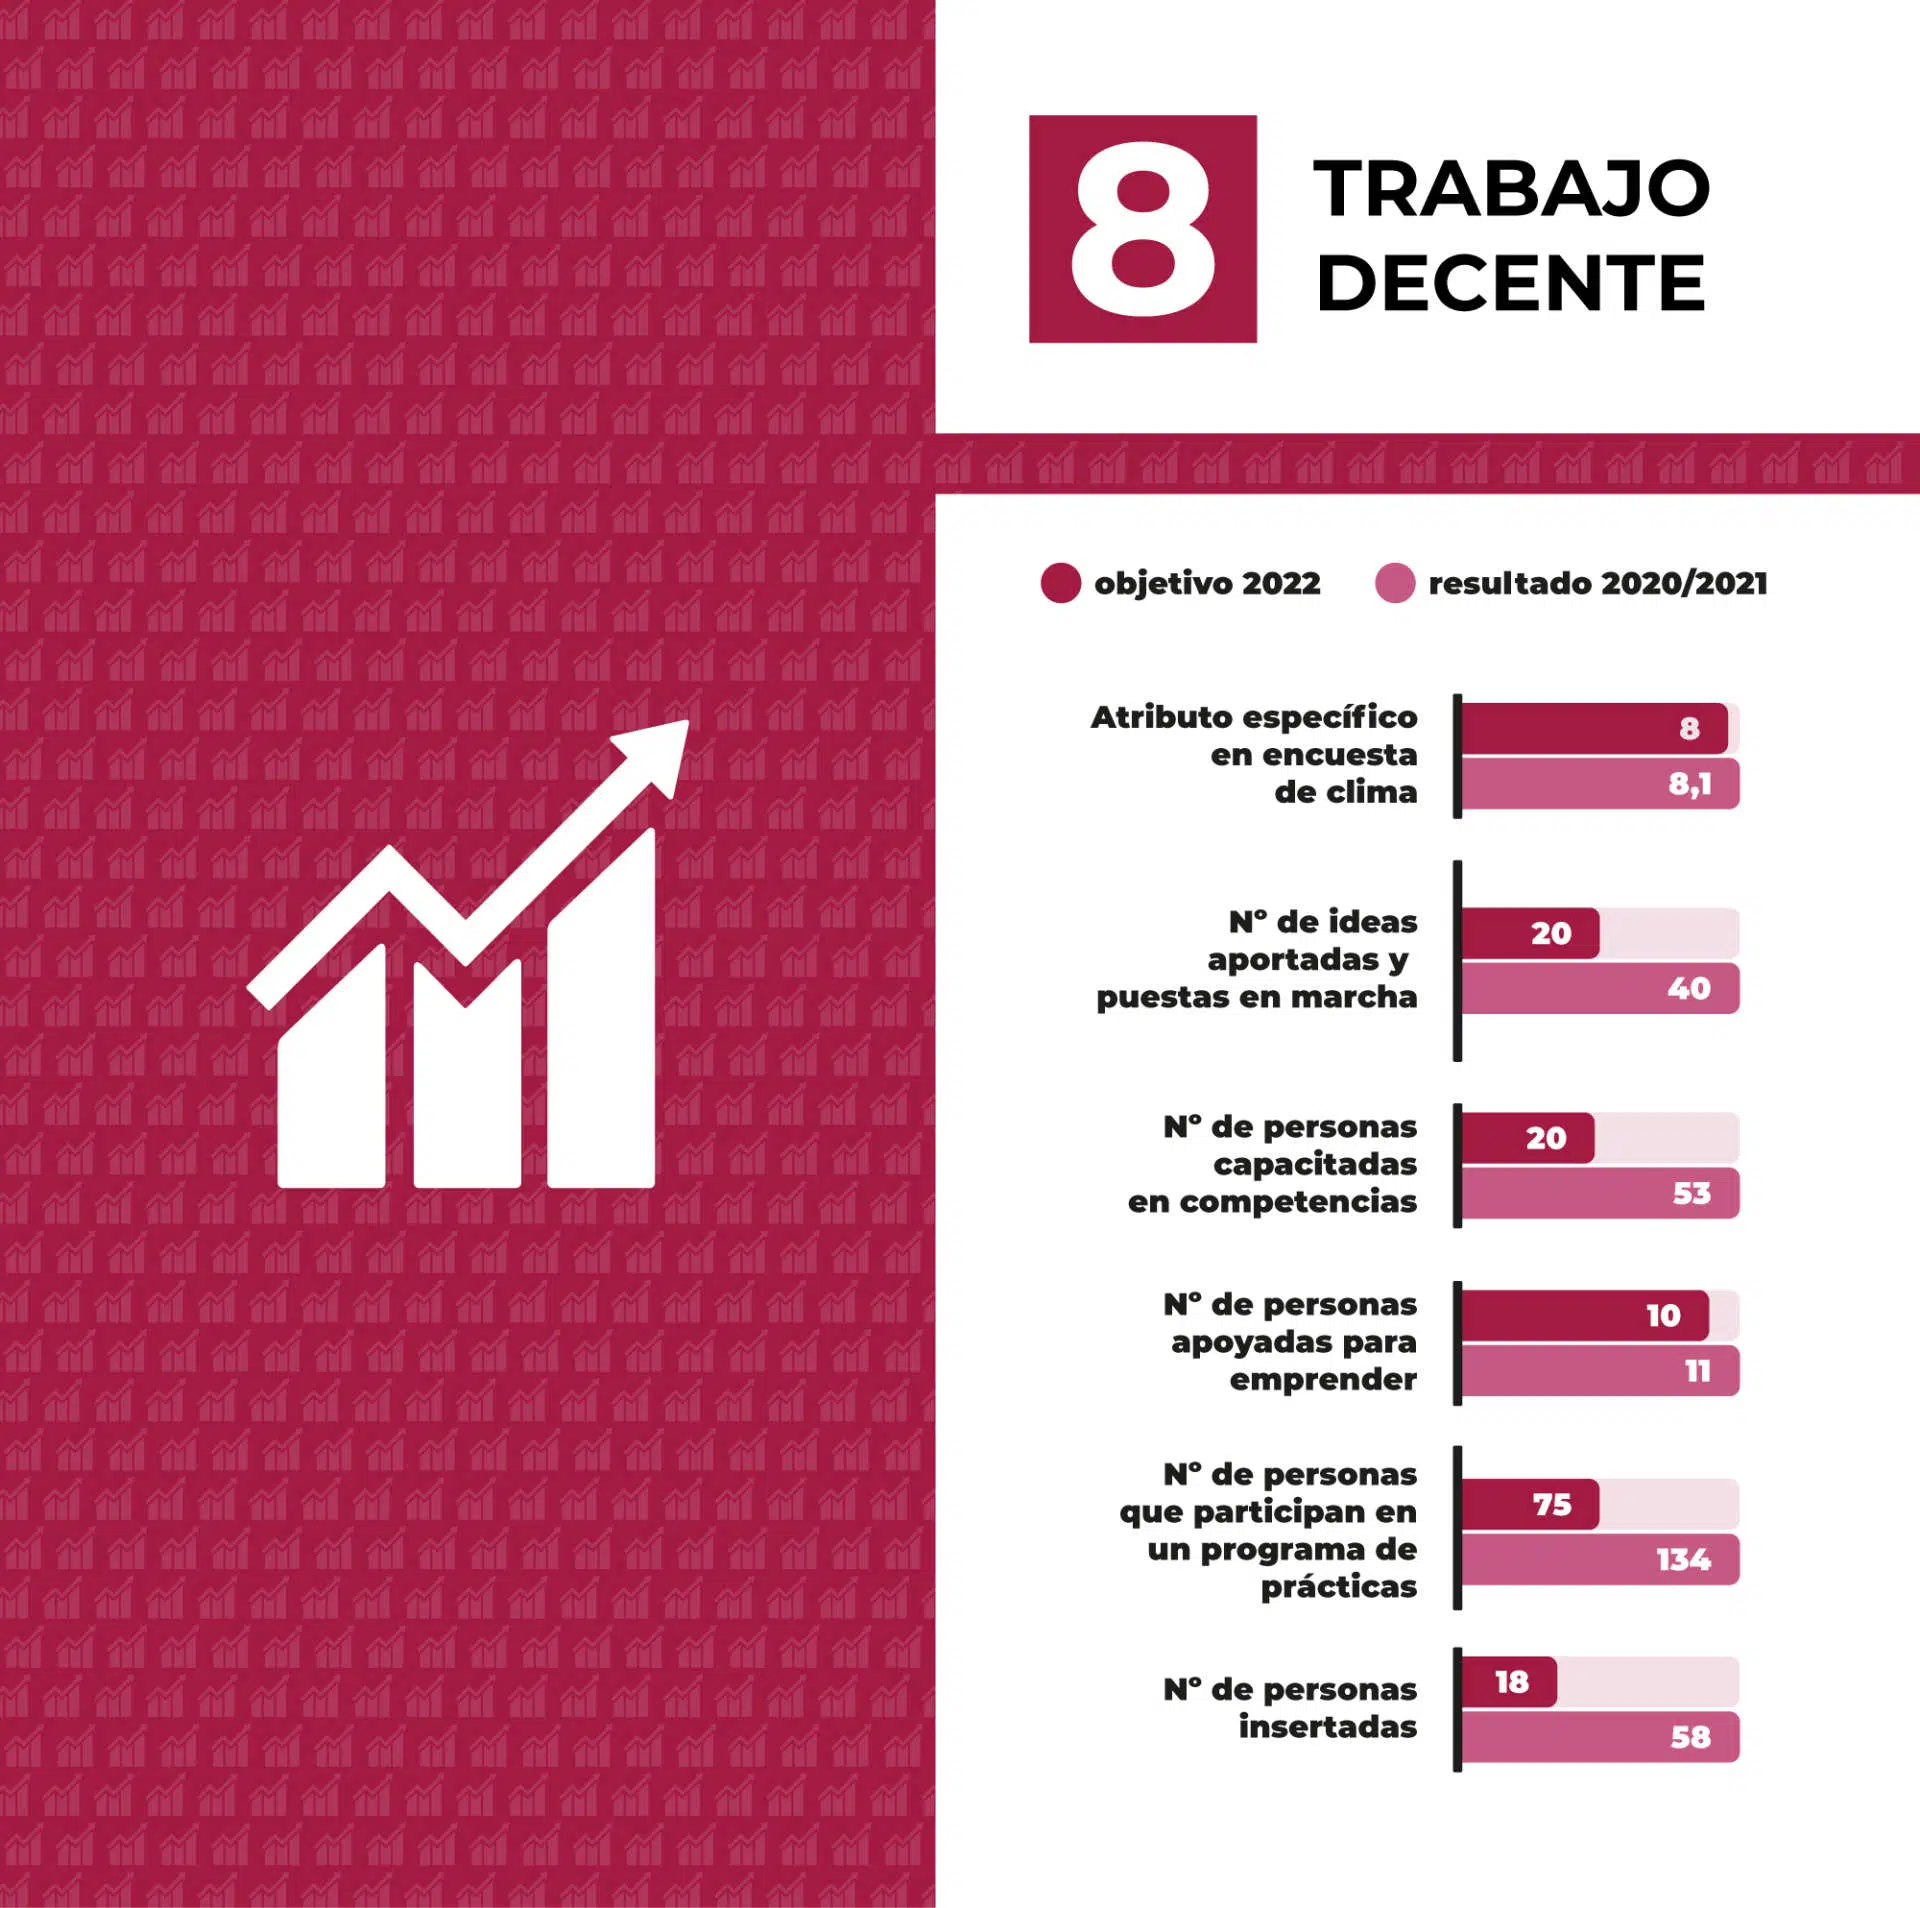 8
TRABAJO
DECENTE
objetivo 2022
resultado 2020/2021
Atributo específico
en encuesta
de clima
8
8,1
Nº de ideas
aportadas y
puestas en marcha
20
40
Nº de personas
capacitadas
en competencias
20
53
Nº de personas
apoyadas para
emprender
10
11
Nº de personas
que participan en
un programa de
prácticas
75
134
Nº de personas
insertadas
18
58